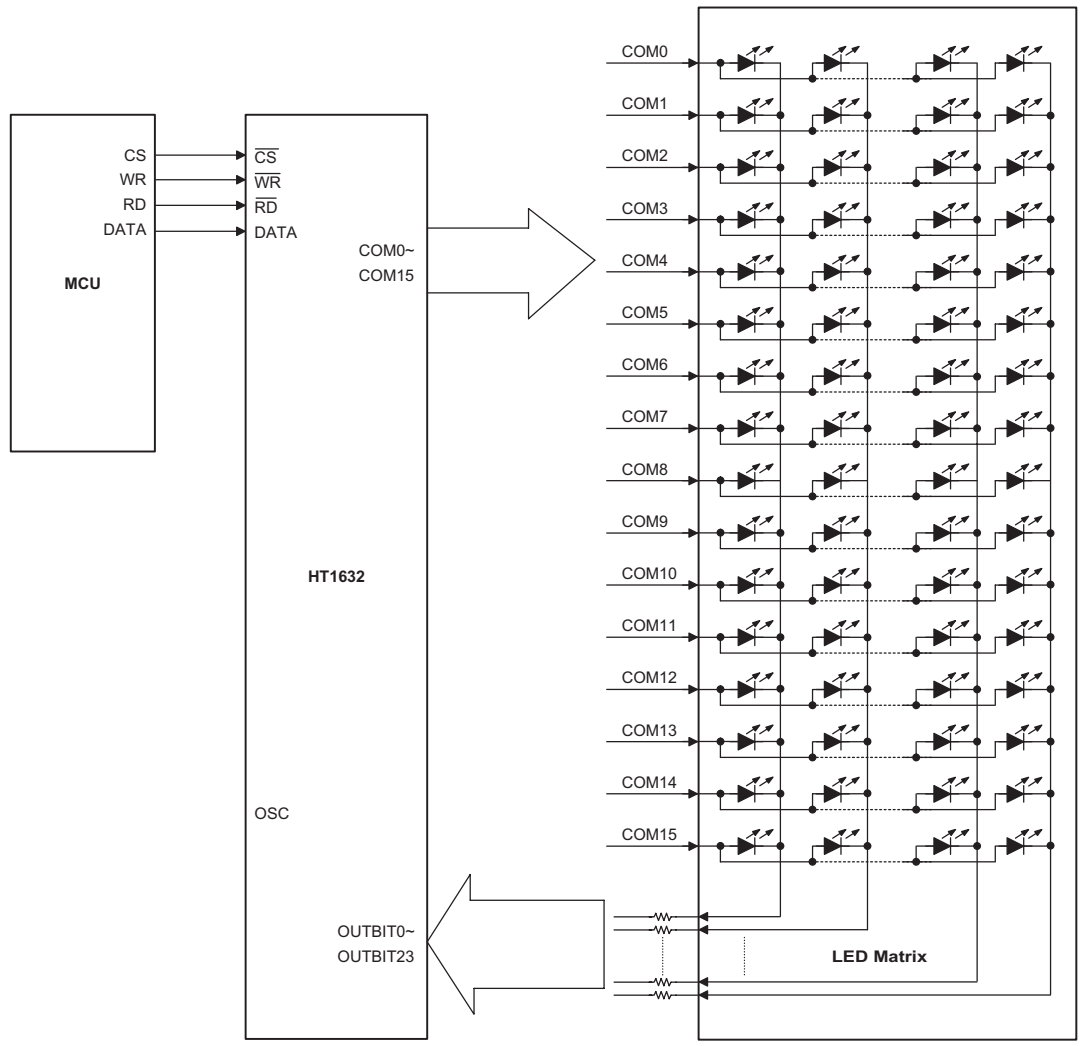 MCU
CS
WR
RD
DATA
CS
WR
RD
DATA
COM0~
COM15
HT1632
OSC
OUTBIT0~
OUTBIT23
COM0
COM1
COM2
COM3
COM4
COM5
COM6
COM7
COM8
COM9
COM10
COM11
COM12
COM13
COM14
COM15
LED Matrix